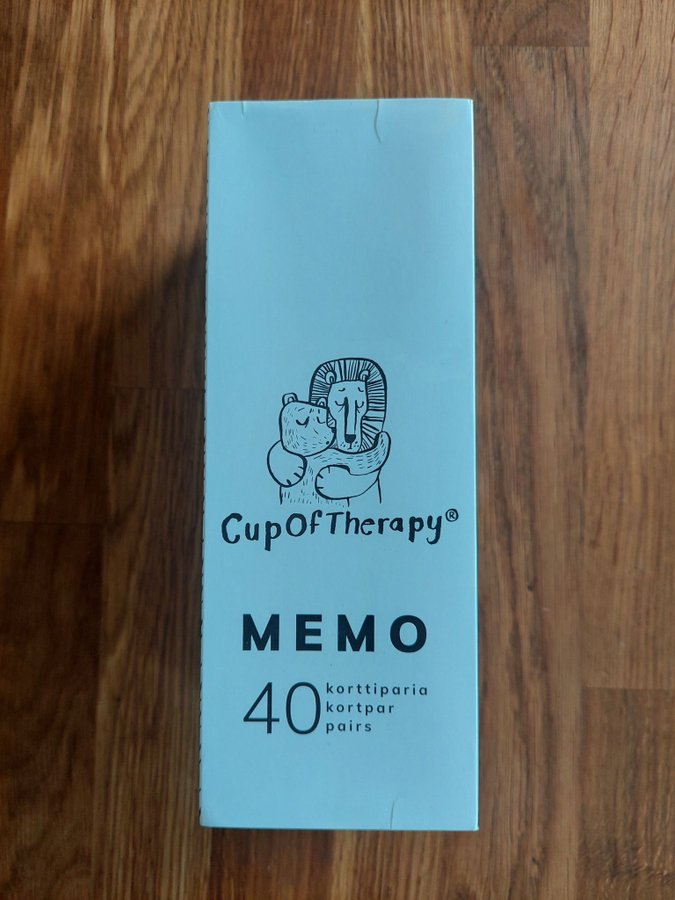 CupOfTherapy®
MEMO
40 korttiparia
kortpar
pairs